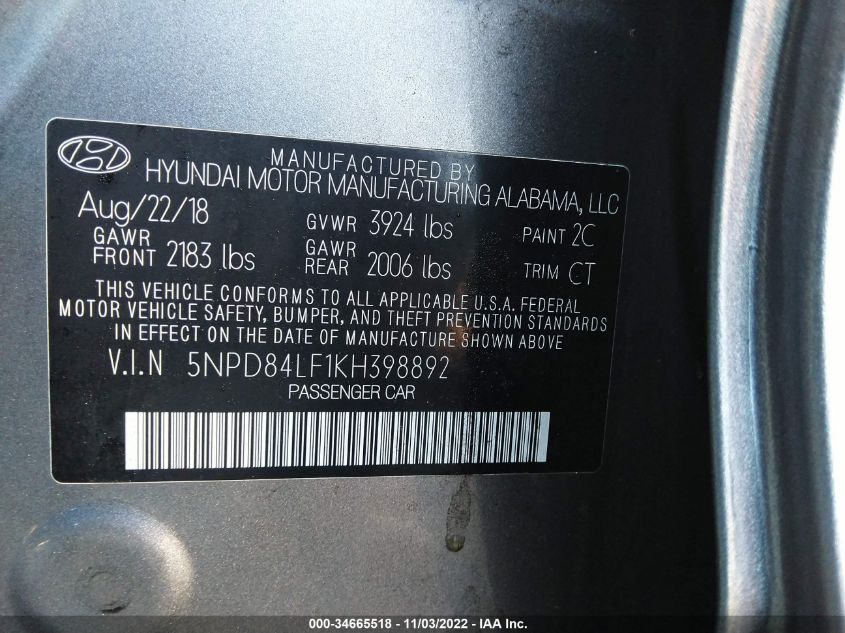 MANUFACTURED BY
HYUNDAI MOTOR MANUFACTURING ALABAMA, LLC
Aug/22/18 GVWR 3924 lbs PAINT 2C
GAWR FRONT 2183 lbs GAWR REAR 2006 lbs TRIM CT
THIS VEHICLE CONFORMS TO ALL APPLICABLE U.S.A. FEDERAL
MOTOR VEHICLE SAFETY, BUMPER, AND THEFT PREVENTION STANDARDS
IN EFFECT ON THE DATE OF MANUFACTURE SHOWN ABOVE.
V.I.N 5NPD84LF1KH398892
PASSENGER CAR
000-34665518 - 11/03/2022 - IAA Inc.